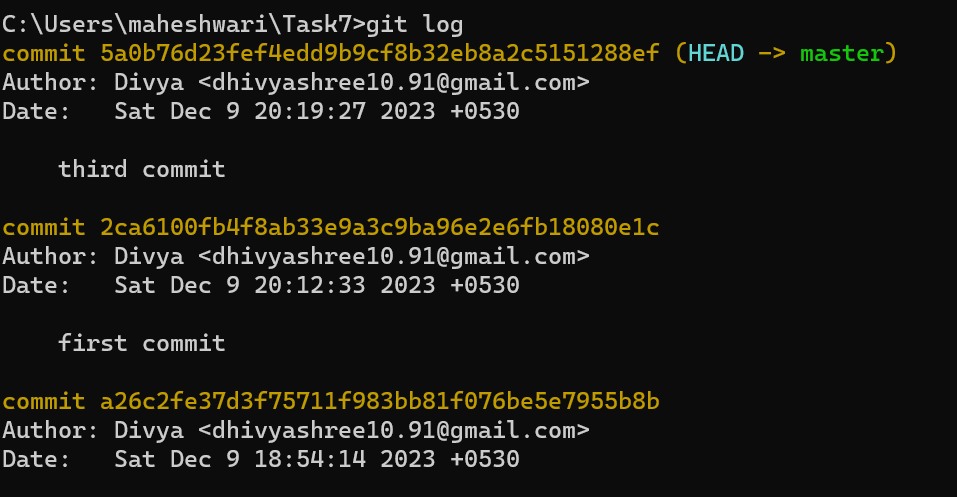 C:\Users\maheshwari\Task7>git log
commit 5a0b76d23fef4edd9b9cf8b32eb8a2c5151288ef (HEAD -> master)
Author: Divya <dhivyashree10.91@gmail.com>
Date:   Sat Dec 9 20:19:27 2023 +0530
    third commit
commit 2ca6100fb4f8ab33e9a3c9ba96e2e6fb18080e1c
Author: Divya <dhivyashree10.91@gmail.com>
Date:   Sat Dec 9 20:12:33 2023 +0530
    first commit
commit a26c2fe37d3f75711f983bb81f076be5e7955b8b
Author: Divya <dhivyashree10.91@gmail.com>
Date:   Sat Dec 9 18:54:14 2023 +0530